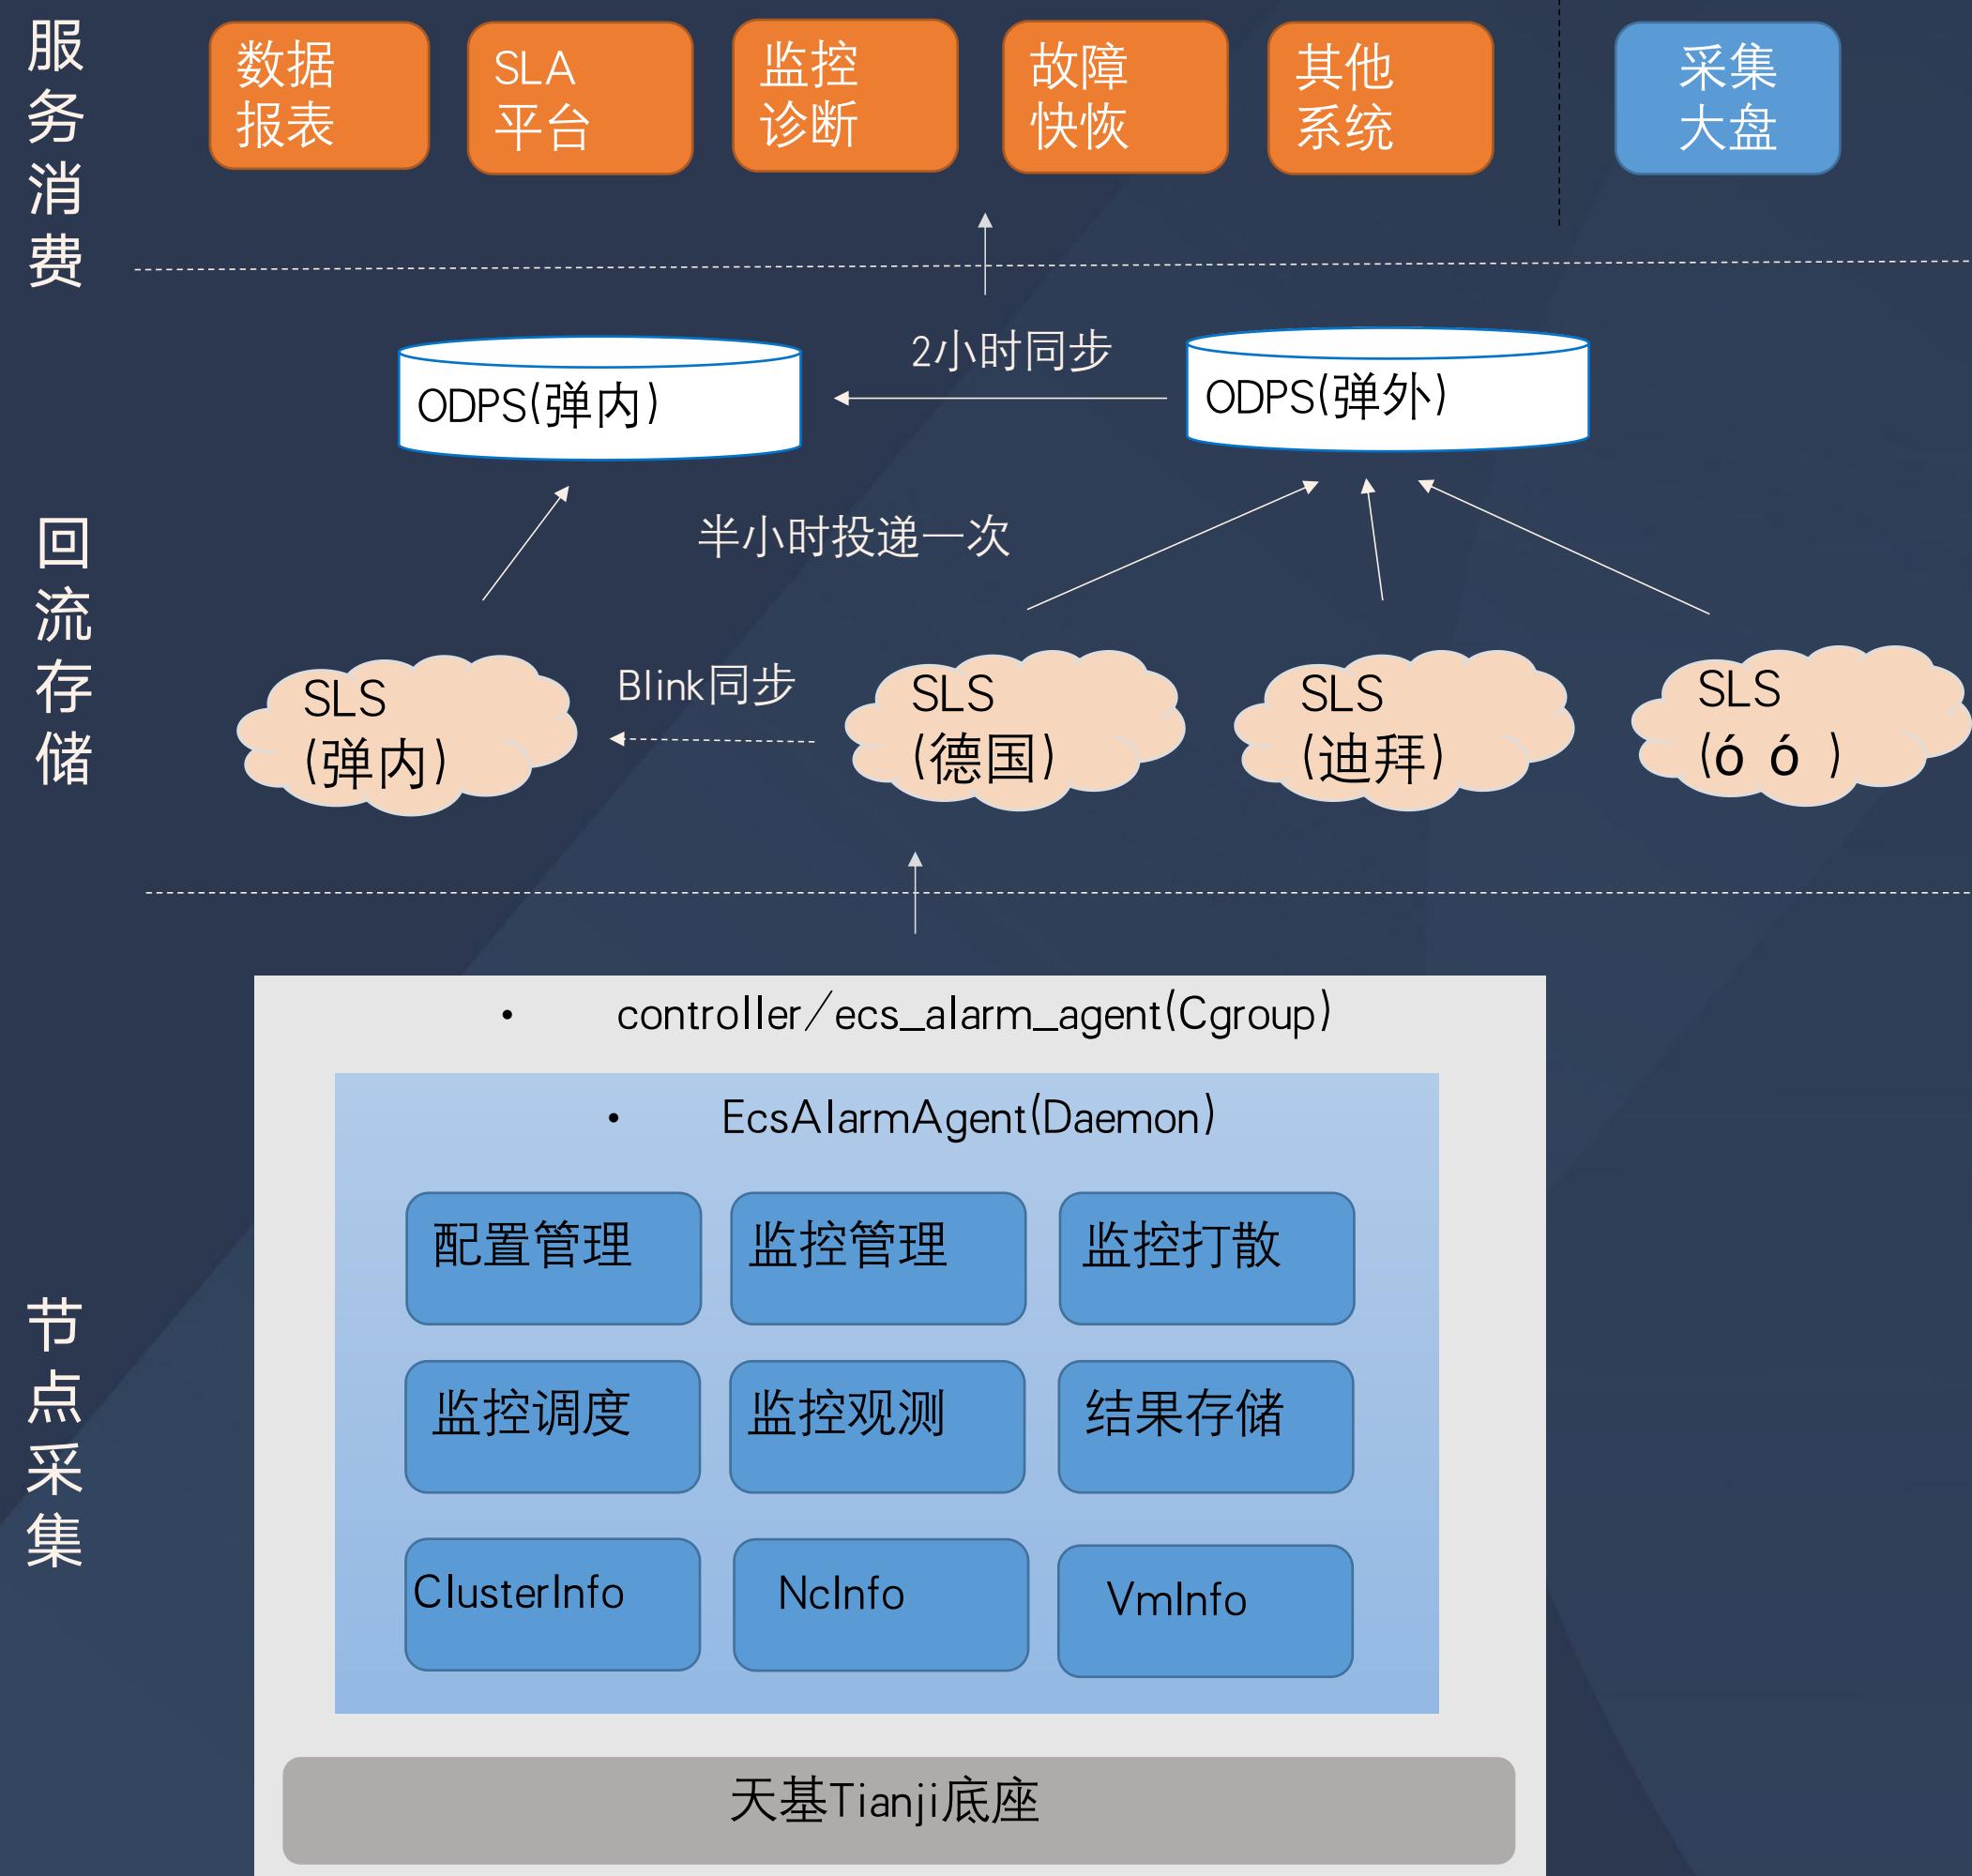 服务消费
数据
报表
SLA
平台
监控
诊断
故障
快恢
其他
系统
采集
大盘
回流存储
2小时同步
ODPS(弹内)
ODPS(弹外)
半小时投递一次
Blink同步
SLS
(弹内)
SLS
(德国)
SLS
(迪拜)
SLS
(ó ó )
节点采集
• controller/ecs_alarm_agent(Cgroup)
• EcsAlarmAgent(Daemon)
配置管理
监控管理
监控打散
监控调度
监控观测
结果存储
ClusterInfo
NcInfo
VmInfo
天基Tianji底座